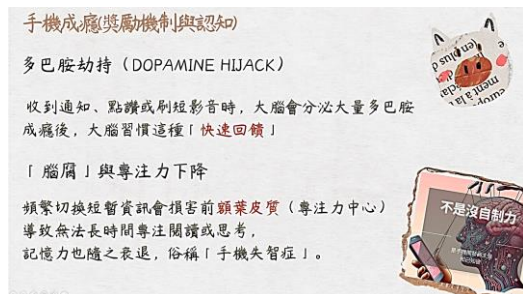 手機成癮(獎勵機制與認知)
多巴胺劫持（DOPAMINE HIJACK）
收到通知、點讚或刷短影音時，大腦會分泌大量多巴胺
成癮後，大腦習慣這種「快速回饋」
「腦腐」與專注力下降
頻繁切換短暫資訊會損害前額葉皮質（專注力中心）
導致無法長時間專注閱讀或思考，
記憶力也隨之衰退，俗稱「手機失智症」。
(enplus d
ment à la
europ
不是沒自制力